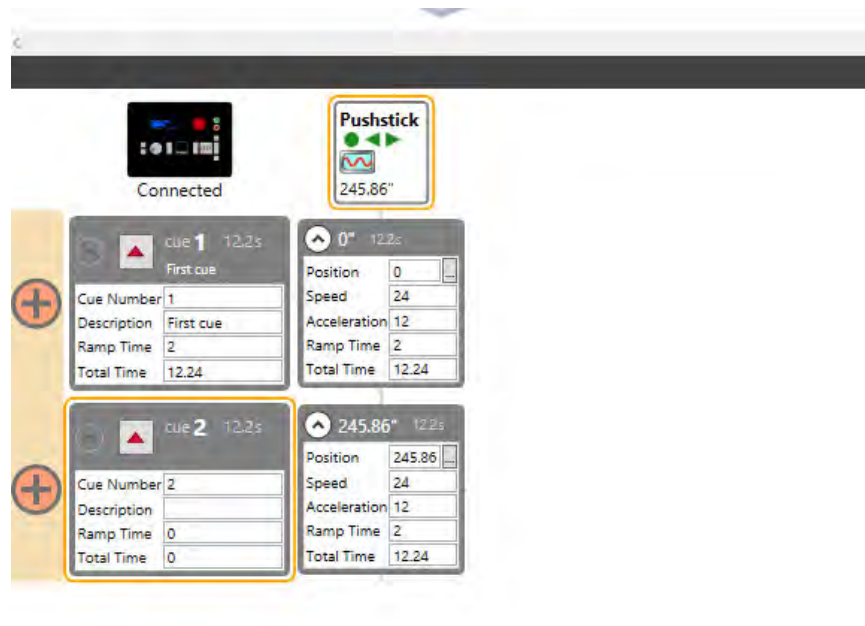 Pushstick
245.86"
Connected
cue 1 12.2s
First cue
Cue Number 1
Description First cue
Ramp Time 2
Total Time 12.24
0" 12.2s
Position 0 ...
Speed 24
Acceleration 12
Ramp Time 2
Total Time 12.24
cue 2 12.2s
Cue Number 2
Description
Ramp Time 0
Total Time 0
245.86" 12.2s
Position 245.86 ...
Speed 24
Acceleration 12
Ramp Time 2
Total Time 12.24